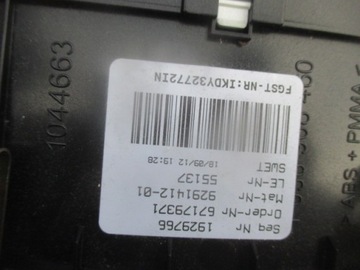 1044663
FGST-NR:IKDY32772IN
18/09/12 19:28
SWET
LE-Nr 55137
Mat-Nr 9291412-01
Order-Nr 67179371
Seq Nr 1929766
> ABS + PMMA <